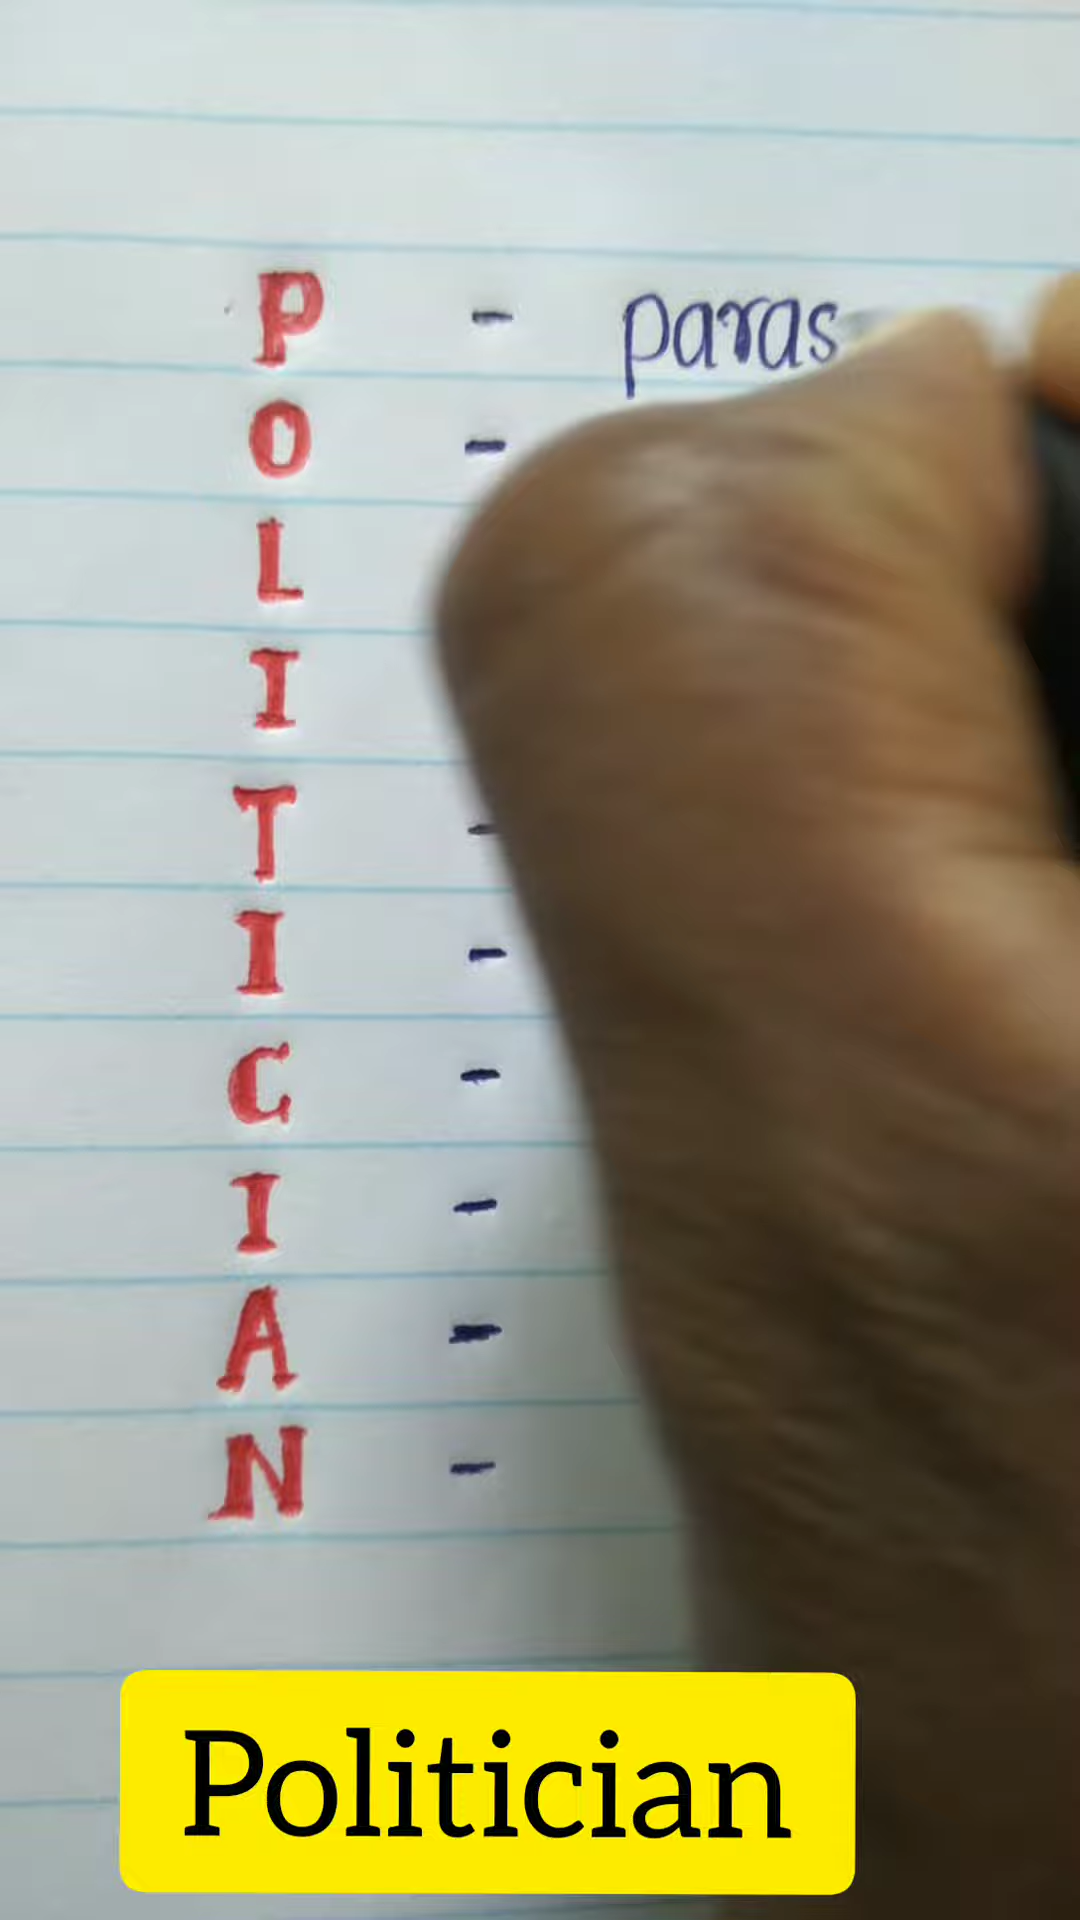 P - paras
O -
L
I
T -
I -
C -
I -
A -
N -
Politician